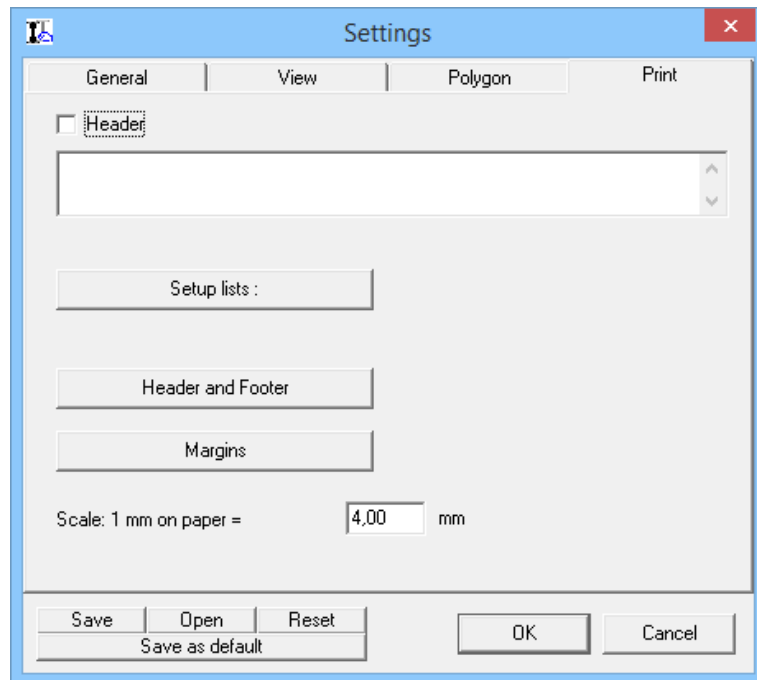 Settings
General View Polygon Print
Header
Setup lists :
Header and Footer
Margins
Scale: 1 mm on paper = 4,00 mm
Save Open Reset
Save as default
OK Cancel